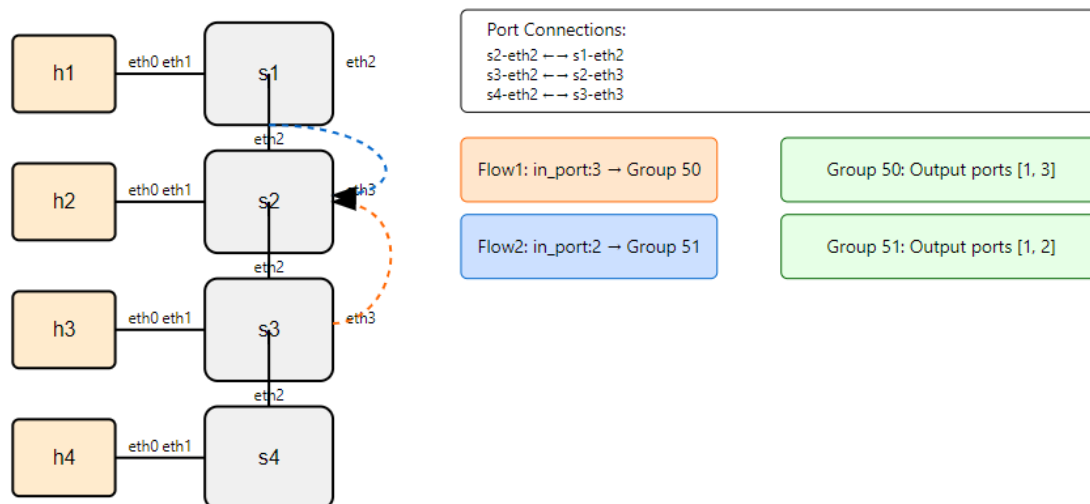 h1
eth0 eth1
s1
eth2
eth2
h2
eth0 eth1
s2
eth3
eth2
h3
eth0 eth1
s3
eth3
eth2
h4
eth0 eth1
s4
Port Connections:
s2-eth2 ←→ s1-eth2
s3-eth2 ←→ s2-eth3
s4-eth2 ←→ s3-eth3
Flow1: in_port:3 → Group 50
Group 50: Output ports [1, 3]
Flow2: in_port:2 → Group 51
Group 51: Output ports [1, 2]